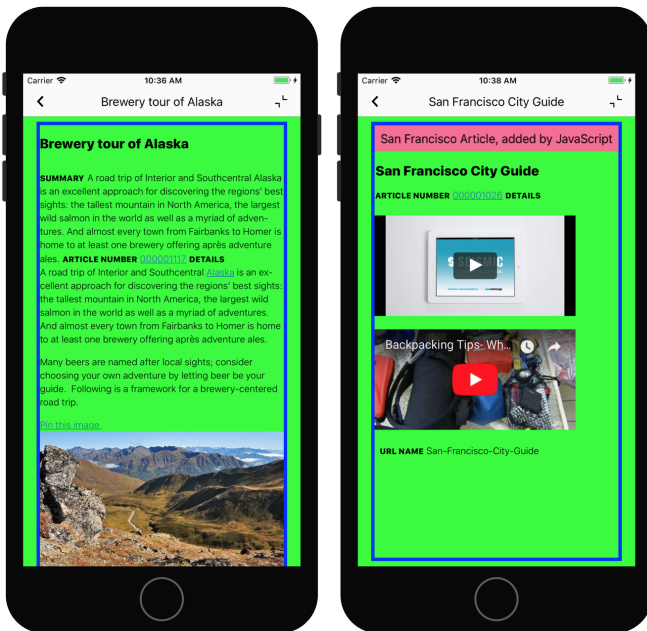 Carrier 10:36 AM
Brewery tour of Alaska
Brewery tour of Alaska
SUMMARY A road trip of Interior and Southcentral Alaska
is an excellent approach for discovering the regions' best
sights: the tallest mountain in North America, the largest
wild salmon in the world as well as a myriad of adven-
tures. And almost every town from Fairbanks to Homer is
home to at least one brewery offering après adventure
ales. ARTICLE NUMBER 000001117 DETAILS
A road trip of Interior and Southcentral Alaska is an ex-
cellent approach for discovering the regions' best sights:
the tallest mountain in North America, the largest wild
salmon in the world as well as a myriad of adventures.
And almost every town from Fairbanks to Homer is home
to at least one brewery offering après adventure ales.
Many beers are named after local sights; consider
choosing your own adventure by letting beer be your
guide. Following is a framework for a brewery-centered
road trip.
Pin this image.
Carrier 10:38 AM
San Francisco City Guide
San Francisco Article, added by JavaScript
San Francisco City Guide
ARTICLE NUMBER 000001026 DETAILS
Backpacking Tips- Wh...
URL NAME San-Francisco-City-Guide